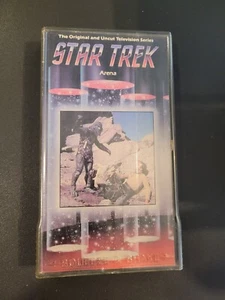 The Original and Uncut Television Series
STAR TREK
Arena